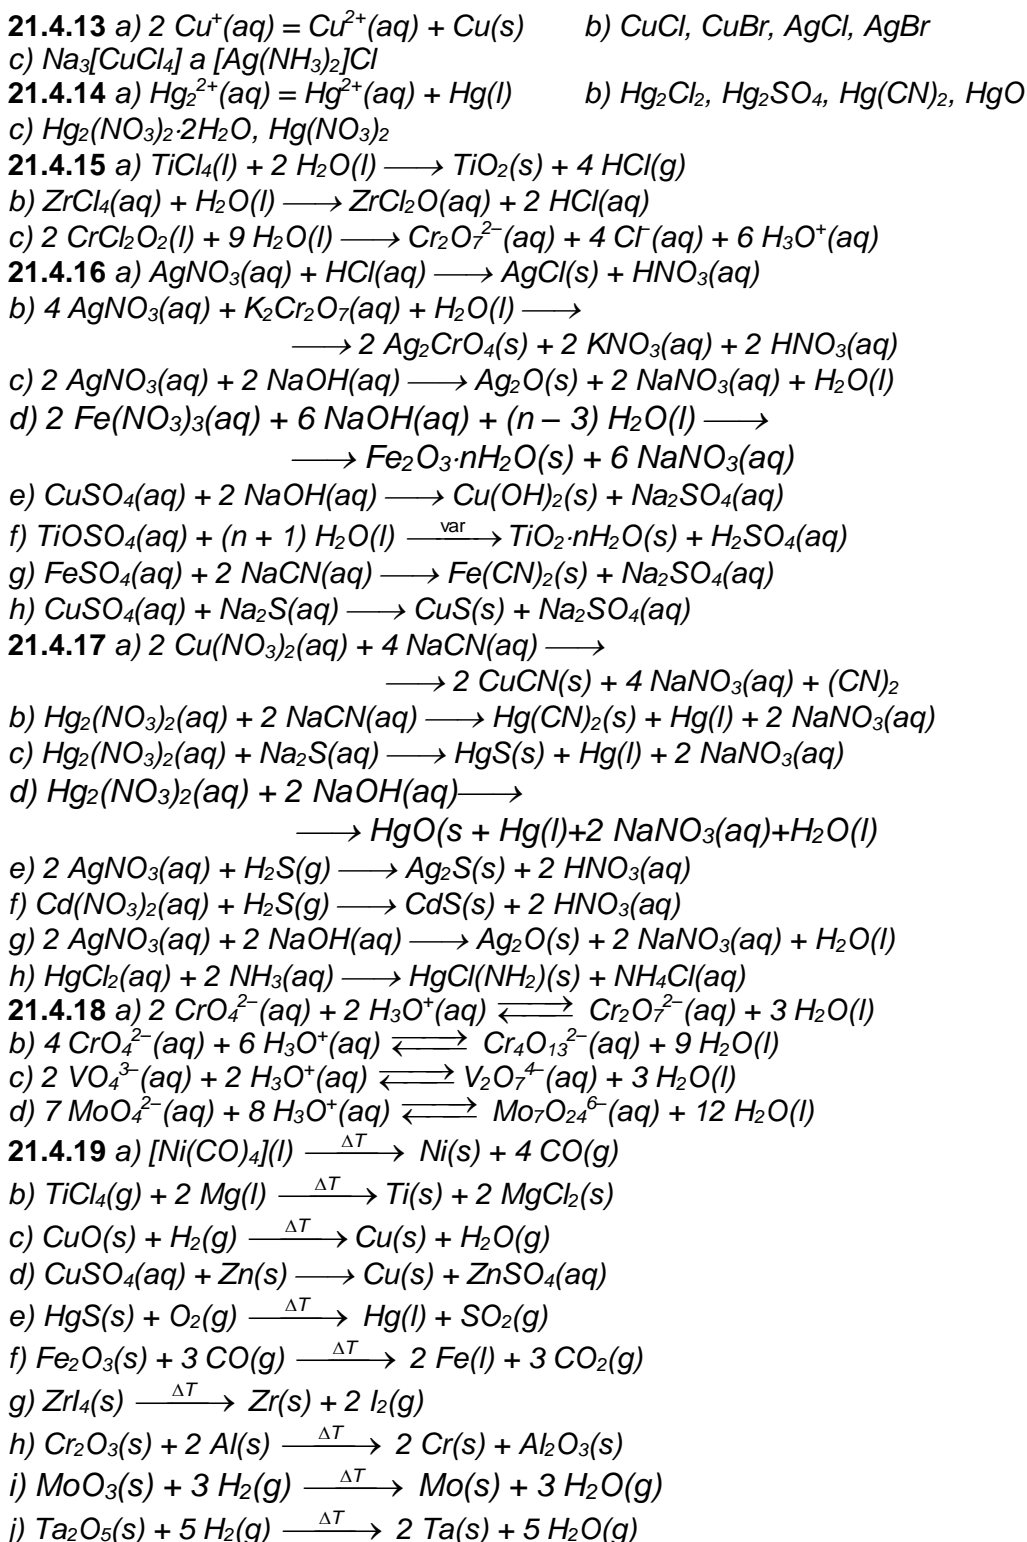 21.4.13 a) 2 Cu⁺(aq) = Cu²⁺(aq) + Cu(s) b) CuCl, CuBr, AgCl, AgBr
c) Na₃[CuCl₄] a [Ag(NH₃)₂]Cl
21.4.14 a) Hg₂²⁺(aq) = Hg²⁺(aq) + Hg(l) b) Hg₂Cl₂, Hg₂SO₄, Hg(CN)₂, HgO
c) Hg₂(NO₃)₂·2H₂O, Hg(NO₃)₂
21.4.15 a) TiCl₄(l) + 2 H₂O(l) ⟶ TiO₂(s) + 4 HCl(g)
b) ZrCl₄(aq) + H₂O(l) ⟶ ZrCl₂O(aq) + 2 HCl(aq)
c) 2 CrCl₂O₂(l) + 9 H₂O(l) ⟶ Cr₂O₇²⁻(aq) + 4 Cl⁻(aq) + 6 H₃O⁺(aq)
21.4.16 a) AgNO₃(aq) + HCl(aq) ⟶ AgCl(s) + HNO₃(aq)
b) 4 AgNO₃(aq) + K₂Cr₂O₇(aq) + H₂O(l) ⟶
⟶ 2 Ag₂CrO₄(s) + 2 KNO₃(aq) + 2 HNO₃(aq)
c) 2 AgNO₃(aq) + 2 NaOH(aq) ⟶ Ag₂O(s) + 2 NaNO₃(aq) + H₂O(l)
d) 2 Fe(NO₃)₃(aq) + 6 NaOH(aq) + (n – 3) H₂O(l) ⟶
⟶ Fe₂O₃·nH₂O(s) + 6 NaNO₃(aq)
e) CuSO₄(aq) + 2 NaOH(aq) ⟶ Cu(OH)₂(s) + Na₂SO₄(aq)
f) TiOSO₄(aq) + (n + 1) H₂O(l) —var→ TiO₂·nH₂O(s) + H₂SO₄(aq)
g) FeSO₄(aq) + 2 NaCN(aq) ⟶ Fe(CN)₂(s) + Na₂SO₄(aq)
h) CuSO₄(aq) + Na₂S(aq) ⟶ CuS(s) + Na₂SO₄(aq)
21.4.17 a) 2 Cu(NO₃)₂(aq) + 4 NaCN(aq) ⟶
⟶ 2 CuCN(s) + 4 NaNO₃(aq) + (CN)₂
b) Hg₂(NO₃)₂(aq) + 2 NaCN(aq) ⟶ Hg(CN)₂(s) + Hg(l) + 2 NaNO₃(aq)
c) Hg₂(NO₃)₂(aq) + Na₂S(aq) ⟶ HgS(s) + Hg(l) + 2 NaNO₃(aq)
d) Hg₂(NO₃)₂(aq) + 2 NaOH(aq)⟶
⟶ HgO(s + Hg(l)+2 NaNO₃(aq)+H₂O(l)
e) 2 AgNO₃(aq) + H₂S(g) ⟶ Ag₂S(s) + 2 HNO₃(aq)
f) Cd(NO₃)₂(aq) + H₂S(g) ⟶ CdS(s) + 2 HNO₃(aq)
g) 2 AgNO₃(aq) + 2 NaOH(aq) ⟶ Ag₂O(s) + 2 NaNO₃(aq) + H₂O(l)
h) HgCl₂(aq) + 2 NH₃(aq) ⟶ HgCl(NH₂)(s) + NH₄Cl(aq)
21.4.18 a) 2 CrO₄²⁻(aq) + 2 H₃O⁺(aq) ⇄ Cr₂O₇²⁻(aq) + 3 H₂O(l)
b) 4 CrO₄²⁻(aq) + 6 H₃O⁺(aq) ⇄ Cr₄O₁₃²⁻(aq) + 9 H₂O(l)
c) 2 VO₄³⁻(aq) + 2 H₃O⁺(aq) ⇄ V₂O₇⁴⁻(aq) + 3 H₂O(l)
d) 7 MoO₄²⁻(aq) + 8 H₃O⁺(aq) ⇄ Mo₇O₂₄⁶⁻(aq) + 12 H₂O(l)
21.4.19 a) [Ni(CO)₄](l) —ΔT→ Ni(s) + 4 CO(g)
b) TiCl₄(g) + 2 Mg(l) —ΔT→ Ti(s) + 2 MgCl₂(s)
c) CuO(s) + H₂(g) —ΔT→ Cu(s) + H₂O(g)
d) CuSO₄(aq) + Zn(s) ⟶ Cu(s) + ZnSO₄(aq)
e) HgS(s) + O₂(g) —ΔT→ Hg(l) + SO₂(g)
f) Fe₂O₃(s) + 3 CO(g) —ΔT→ 2 Fe(l) + 3 CO₂(g)
g) ZrI₄(s) —ΔT→ Zr(s) + 2 I₂(g)
h) Cr₂O₃(s) + 2 Al(s) —ΔT→ 2 Cr(s) + Al₂O₃(s)
i) MoO₃(s) + 3 H₂(g) —ΔT→ Mo(s) + 3 H₂O(g)
j) Ta₂O₅(s) + 5 H₂(g) —ΔT→ 2 Ta(s) + 5 H₂O(g)